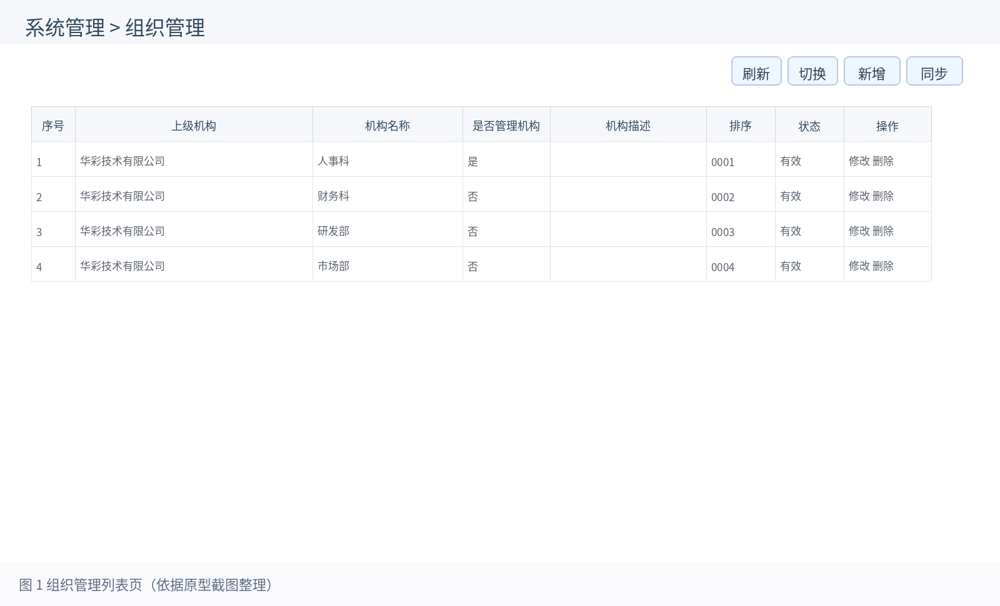 系统管理 > 组织管理
刷新 切换 新增 同步
序号 上级机构 机构名称 是否管理机构 机构描述 排序 状态 操作
1 华彩技术有限公司 人事科 是 0001 有效 修改 删除
2 华彩技术有限公司 财务科 否 0002 有效 修改 删除
3 华彩技术有限公司 研发部 否 0003 有效 修改 删除
4 华彩技术有限公司 市场部 否 0004 有效 修改 删除
图 1 组织管理列表页（依据原型截图整理）